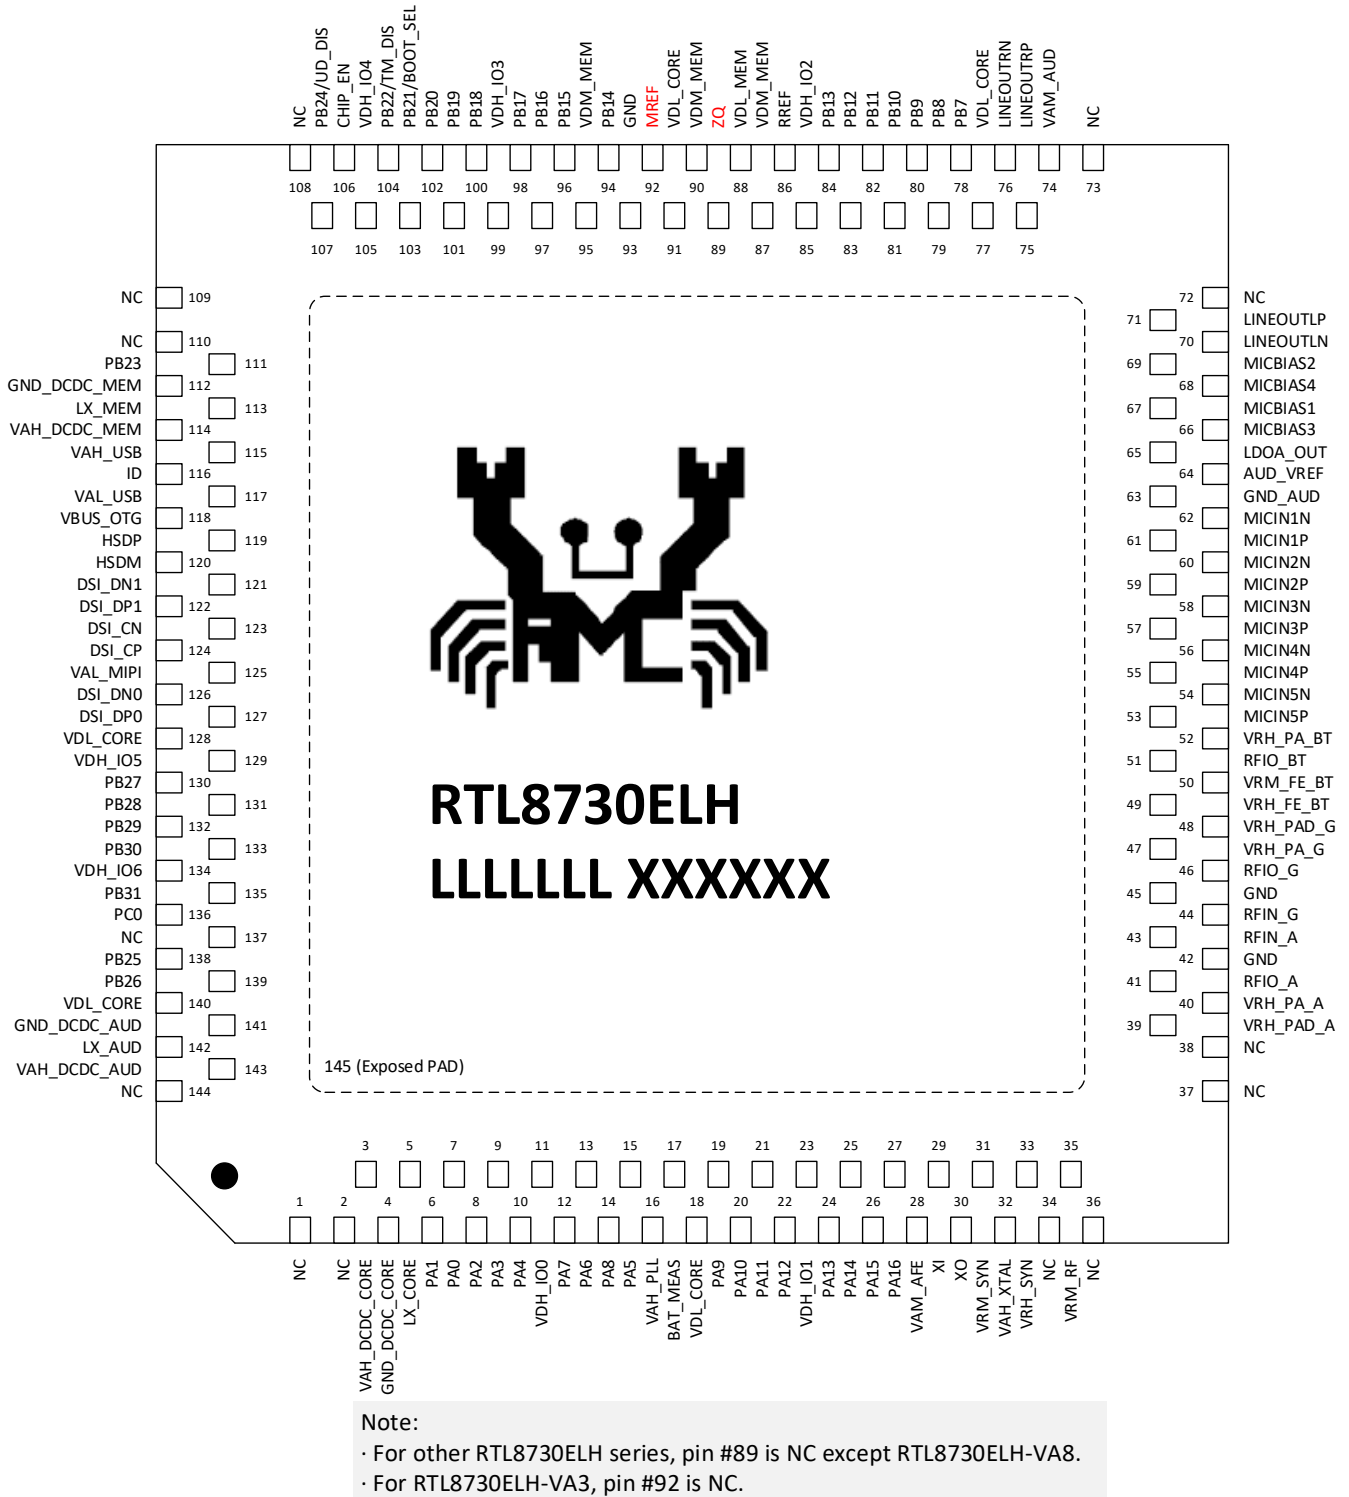 NC PB24/UD_DIS CHIP_EN VDH_IO4 PB22/TM_DIS PB21/BOOT_SEL PB20 PB19 PB18 VDH_IO3 PB17 PB16 PB15 VDM_MEM PB14 GND MREF VDL_CORE VDM_MEM ZQ VDL_MEM VDM_MEM RREF VDH_IO2 PB13 PB12 PB11 PB10 PB9 PB8 PB7 VDL_CORE LINEOUTRN LINEOUTRP VAM_AUD NC
108 106 104 102 100 98 96 94 92 90 88 86 84 82 80 78 76 74 73
107 105 103 101 99 97 95 93 91 89 87 85 83 81 79 77 75
NC 109
NC 110
PB23 111
GND_DCDC_MEM 112
LX_MEM 113
VAH_DCDC_MEM 114
VAH_USB 115
ID 116
VAL_USB 117
VBUS_OTG 118
HSDP 119
HSDM 120
DSI_DN1 121
DSI_DP1 122
DSI_CN 123
DSI_CP 124
VAL_MIPI 125
DSI_DN0 126
DSI_DP0 127
VDL_CORE 128
VDH_IO5 129
PB27 130
PB28 131
PB29 132
PB30 133
VDH_IO6 134
PB31 135
PC0 136
NC 137
PB25 138
PB26 139
VDL_CORE 140
GND_DCDC_AUD 141
LX_AUD 142
VAH_DCDC_AUD 143
NC 144
RTL8730ELH
LLLLLLL XXXXXX
145 (Exposed PAD)
72 NC
71 LINEOUTLP
70 LINEOUTLN
69 MICBIAS2
68 MICBIAS4
67 MICBIAS1
66 MICBIAS3
65 LDOA_OUT
64 AUD_VREF
63 GND_AUD
62 MICIN1N
61 MICIN1P
60 MICIN2N
59 MICIN2P
58 MICIN3N
57 MICIN3P
56 MICIN4N
55 MICIN4P
54 MICIN5N
53 MICIN5P
52 VRH_PA_BT
51 RFIO_BT
50 VRM_FE_BT
49 VRH_FE_BT
48 VRH_PAD_G
47 VRH_PA_G
46 RFIO_G
45 GND
44 RFIN_G
43 RFIN_A
42 GND
41 RFIO_A
40 VRH_PA_A
39 VRH_PAD_A
38 NC
37 NC
3 5 7 9 11 13 15 17 19 21 23 25 27 29 31 33 35
1 2 4 6 8 10 12 14 16 18 20 22 24 26 28 30 32 34 36
NC NC VAH_DCDC_CORE GND_DCDC_CORE LX_CORE PA1 PA0 PA2 PA3 PA4 VDH_IO0 PA7 PA6 PA8 PA5 VAH_PLL BAT_MEAS VDL_CORE PA9 PA10 PA11 PA12 VDH_IO1 PA13 PA14 PA15 PA16 VAM_AFE XI XO VRM_SYN VAH_XTAL VRH_SYN NC VRM_RF NC
Note:
· For other RTL8730ELH series, pin #89 is NC except RTL8730ELH-VA8.
· For RTL8730ELH-VA3, pin #92 is NC.